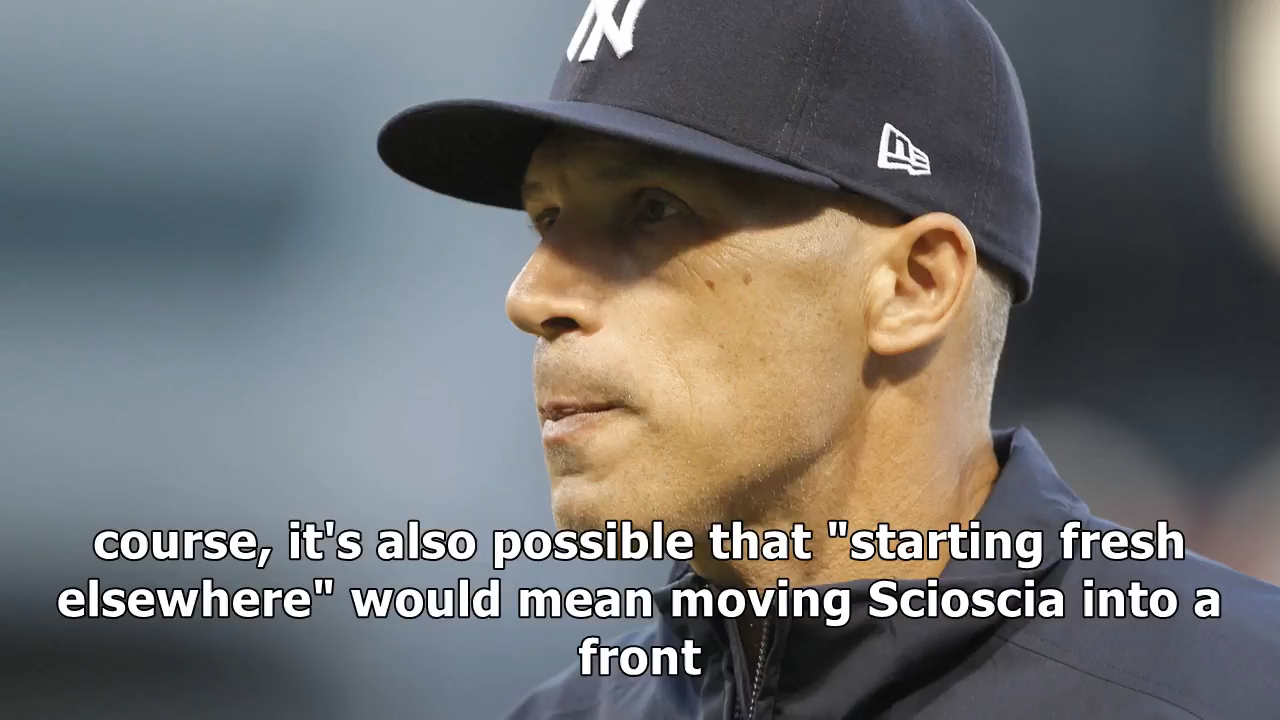 course, it's also possible that "starting fresh
elsewhere" would mean moving Scioscia into a
front